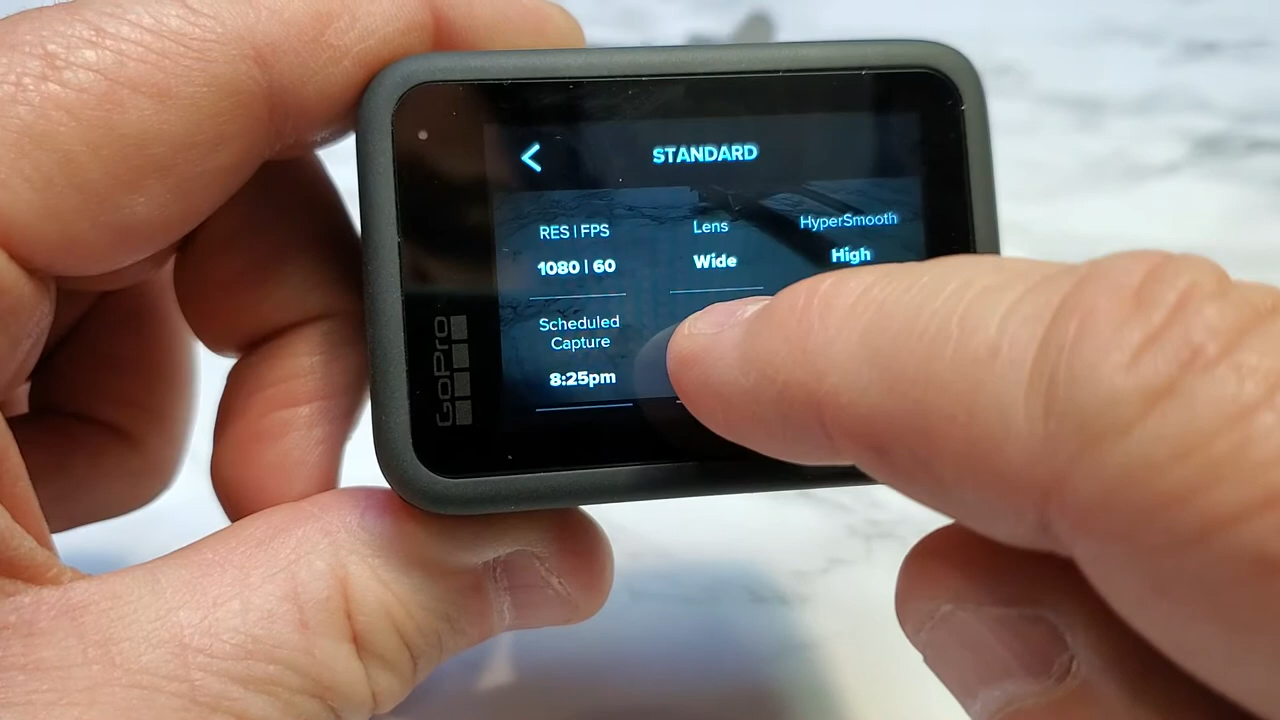 STANDARD
RES | FPS
Lens
HyperSmooth
1080 | 60
Wide
High
Scheduled
Capture
8:25pm
GoPro